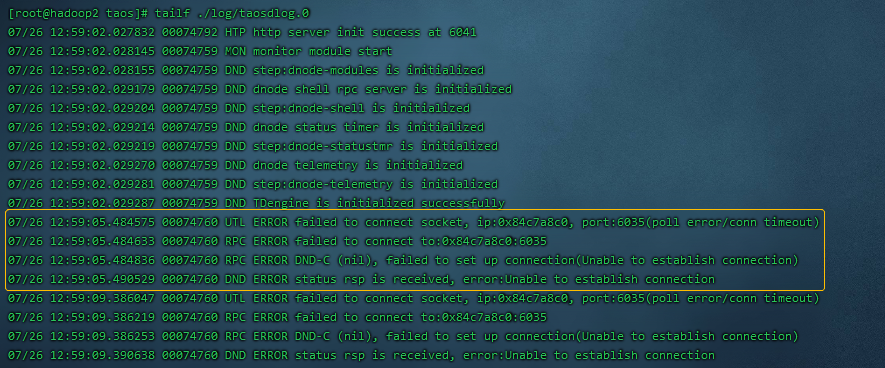 [root@hadoop2 taos]# tailf ./log/taosdlog.0
07/26 12:59:02.027832 00074792 HTP http server init success at 6041
07/26 12:59:02.028145 00074759 MON monitor module start
07/26 12:59:02.028155 00074759 DND step:dnode-modules is initialized
07/26 12:59:02.029179 00074759 DND dnode shell rpc server is initialized
07/26 12:59:02.029204 00074759 DND step:dnode-shell is initialized
07/26 12:59:02.029214 00074759 DND dnode status timer is initialized
07/26 12:59:02.029219 00074759 DND step:dnode-statustmr is initialized
07/26 12:59:02.029270 00074759 DND dnode telemetry is initialized
07/26 12:59:02.029281 00074759 DND step:dnode-telemetry is initialized
07/26 12:59:02.029287 00074759 DND TDengine is initialized successfully
07/26 12:59:05.484575 00074760 UTL ERROR failed to connect socket, ip:0x84c7a8c0, port:6035(poll error/conn timeout)
07/26 12:59:05.484633 00074760 RPC ERROR failed to connect to:0x84c7a8c0:6035
07/26 12:59:05.484836 00074760 RPC ERROR DND-C (nil), failed to set up connection(Unable to establish connection)
07/26 12:59:05.490529 00074760 DND ERROR status rsp is received, error:Unable to establish connection
07/26 12:59:09.386047 00074760 UTL ERROR failed to connect socket, ip:0x84c7a8c0, port:6035(poll error/conn timeout)
07/26 12:59:09.386219 00074760 RPC ERROR failed to connect to:0x84c7a8c0:6035
07/26 12:59:09.386253 00074760 RPC ERROR DND-C (nil), failed to set up connection(Unable to establish connection)
07/26 12:59:09.390638 00074760 DND ERROR status rsp is received, error:Unable to establish connection